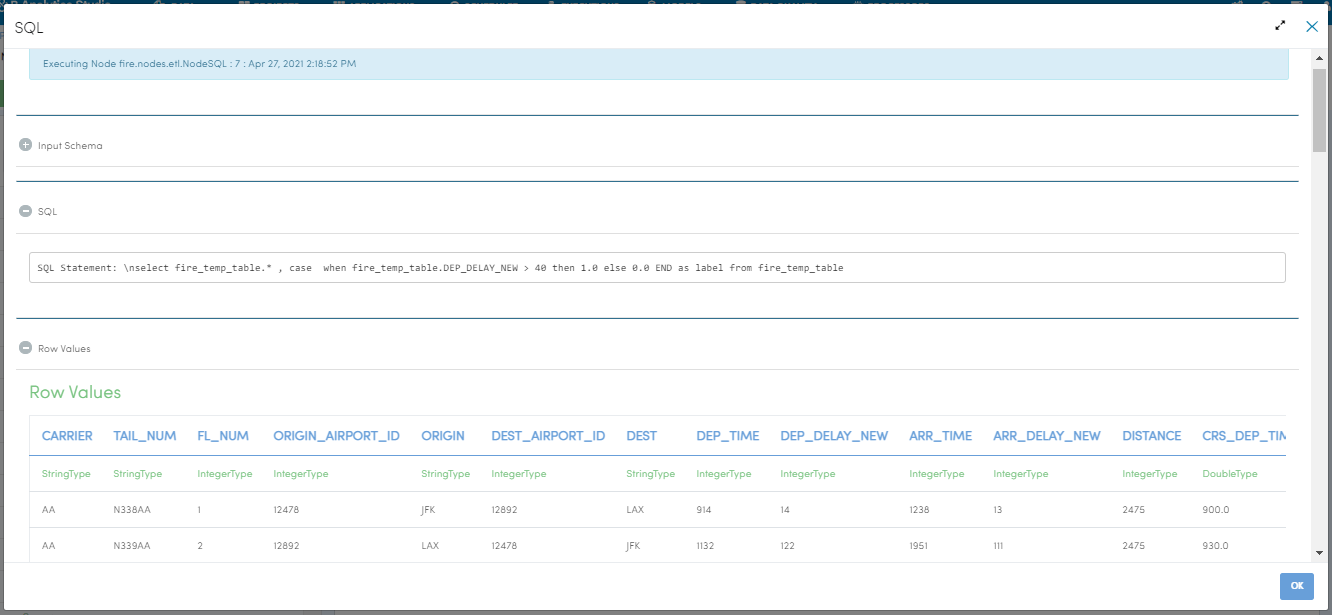 SQL
Executing Node fire.nodes.etl.NodeSQL : 7 : Apr 27, 2021 2:18:52 PM
Input Schema
SQL
SQL Statement: \nselect fire_temp_table.* , case  when fire_temp_table.DEP_DELAY_NEW > 40 then 1.0 else 0.0 END as label from fire_temp_table
Row Values
Row Values
CARRIER TAIL_NUM FL_NUM ORIGIN_AIRPORT_ID ORIGIN DEST_AIRPORT_ID DEST DEP_TIME DEP_DELAY_NEW ARR_TIME ARR_DELAY_NEW DISTANCE CRS_DEP_TIM
StringType StringType IntegerType IntegerType StringType IntegerType StringType IntegerType IntegerType IntegerType IntegerType IntegerType DoubleType
AA N338AA 1 12478 JFK 12892 LAX 914 14 1238 13 2475 900.0
AA N339AA 2 12892 LAX 12478 JFK 1132 122 1951 111 2475 930.0
OK